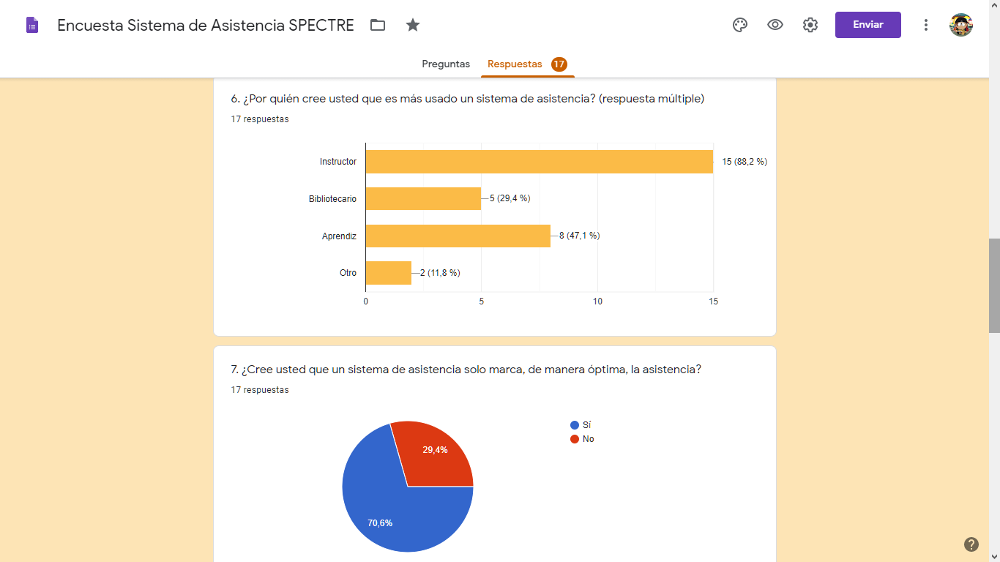 Encuesta Sistema de Asistencia SPECTRE
Enviar
Preguntas
Respuestas 17
6. ¿Por quién cree usted que es más usado un sistema de asistencia? (respuesta múltiple)
17 respuestas
Instructor
15 (88,2 %)
Bibliotecario
5 (29,4 %)
Aprendiz
8 (47,1 %)
Otro
2 (11,8 %)
0 5 10 15
7. ¿Cree usted que un sistema de asistencia solo marca, de manera óptima, la asistencia?
17 respuestas
Sí
No
29,4%
70,6%
?